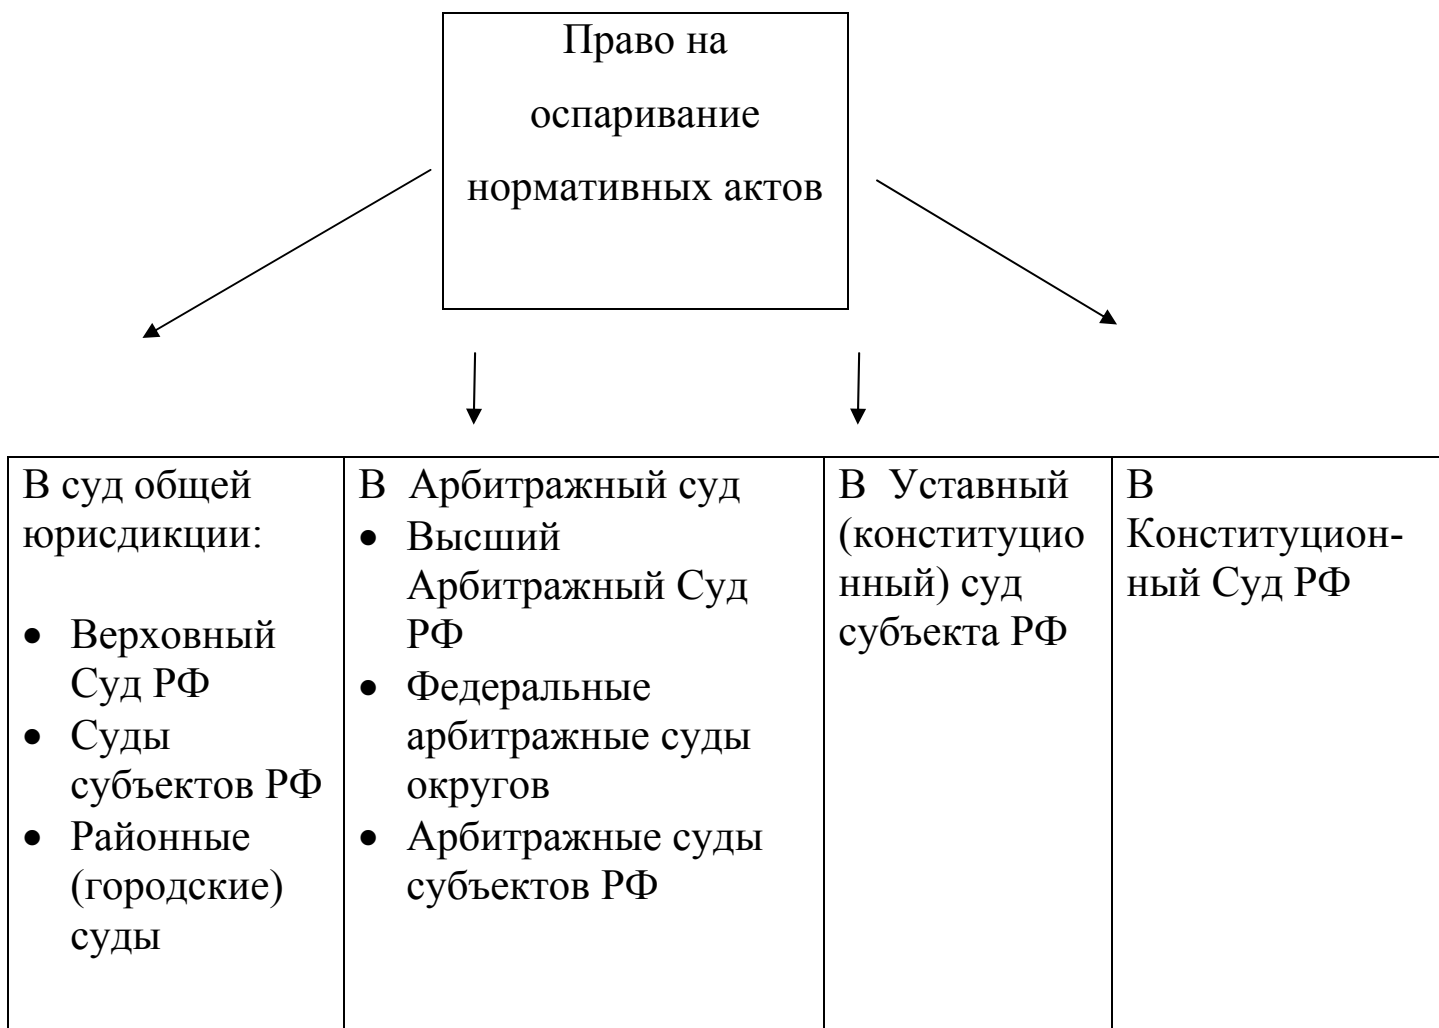 Право на
оспаривание
нормативных актов
В суд общей
юрисдикции:
• Верховный
Суд РФ
• Суды
субъектов РФ
• Районные
(городские)
суды
В Арбитражный суд
• Высший
Арбитражный Суд
РФ
• Федеральные
арбитражные суды
округов
• Арбитражные суды
субъектов РФ
В Уставный
(конституцио
нный) суд
субъекта РФ
В
Конституцион-
ный Суд РФ